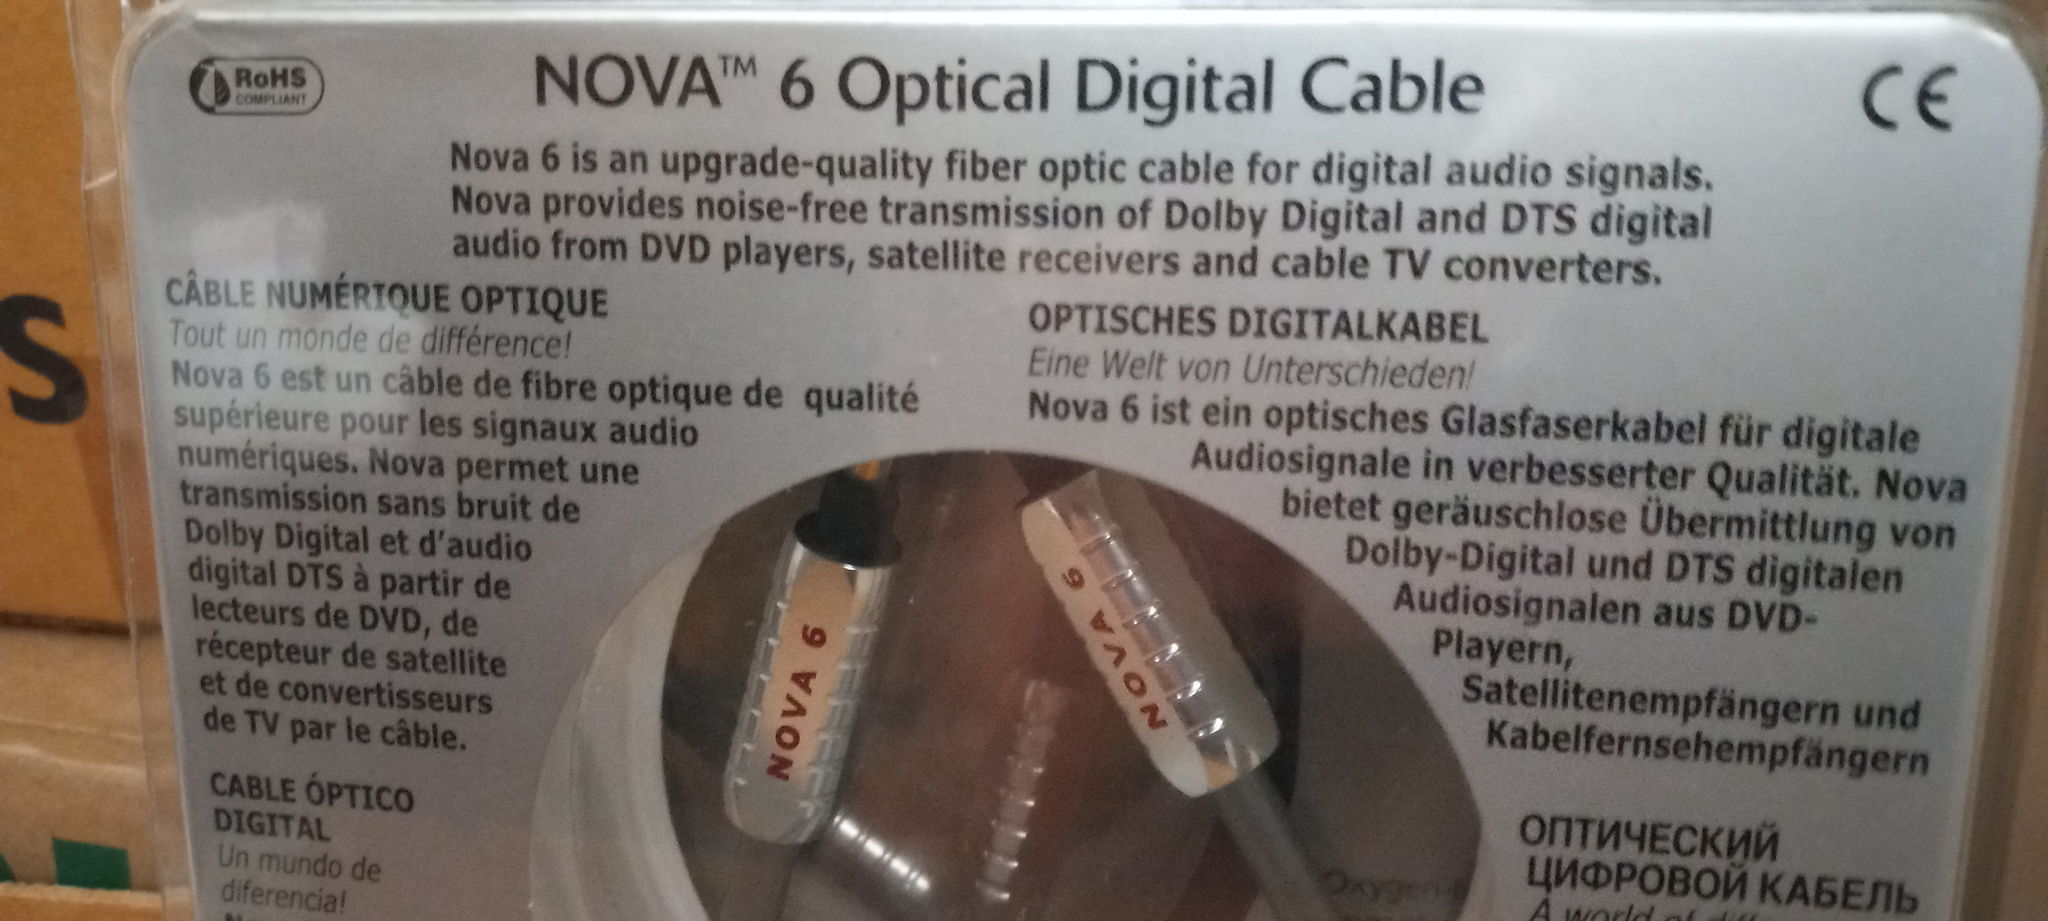 RoHS
COMPLIANT
NOVA™ 6 Optical Digital Cable
CE
Nova 6 is an upgrade-quality fiber optic cable for digital audio signals.
Nova provides noise-free transmission of Dolby Digital and DTS digital
audio from DVD players, satellite receivers and cable TV converters.
CÂBLE NUMÉRIQUE OPTIQUE
Tout un monde de différence!
Nova 6 est un câble de fibre optique de qualité
supérieure pour les signaux audio
numériques. Nova permet une
transmission sans bruit de
Dolby Digital et d'audio
digital DTS à partir de
lecteurs de DVD, de
récepteur de satellite
et de convertisseurs
de TV par le câble.
OPTISCHES DIGITALKABEL
Eine Welt von Unterschieden!
Nova 6 ist ein optisches Glasfaserkabel für digitale
Audiosignale in verbesserter Qualität. Nova
bietet geräuschlose Übermittlung von
Dolby-Digital und DTS digitalen
Audiosignalen aus DVD-
Playern,
Satellitenempfängern und
Kabelfernsehempfängern
NOVA 6
NOVA 6
CABLE ÓPTICO
DIGITAL
Un mundo de
diferencia!
ОПТИЧЕСКИЙ
ЦИФРОВОЙ КАБЕЛЬ
A world of
S